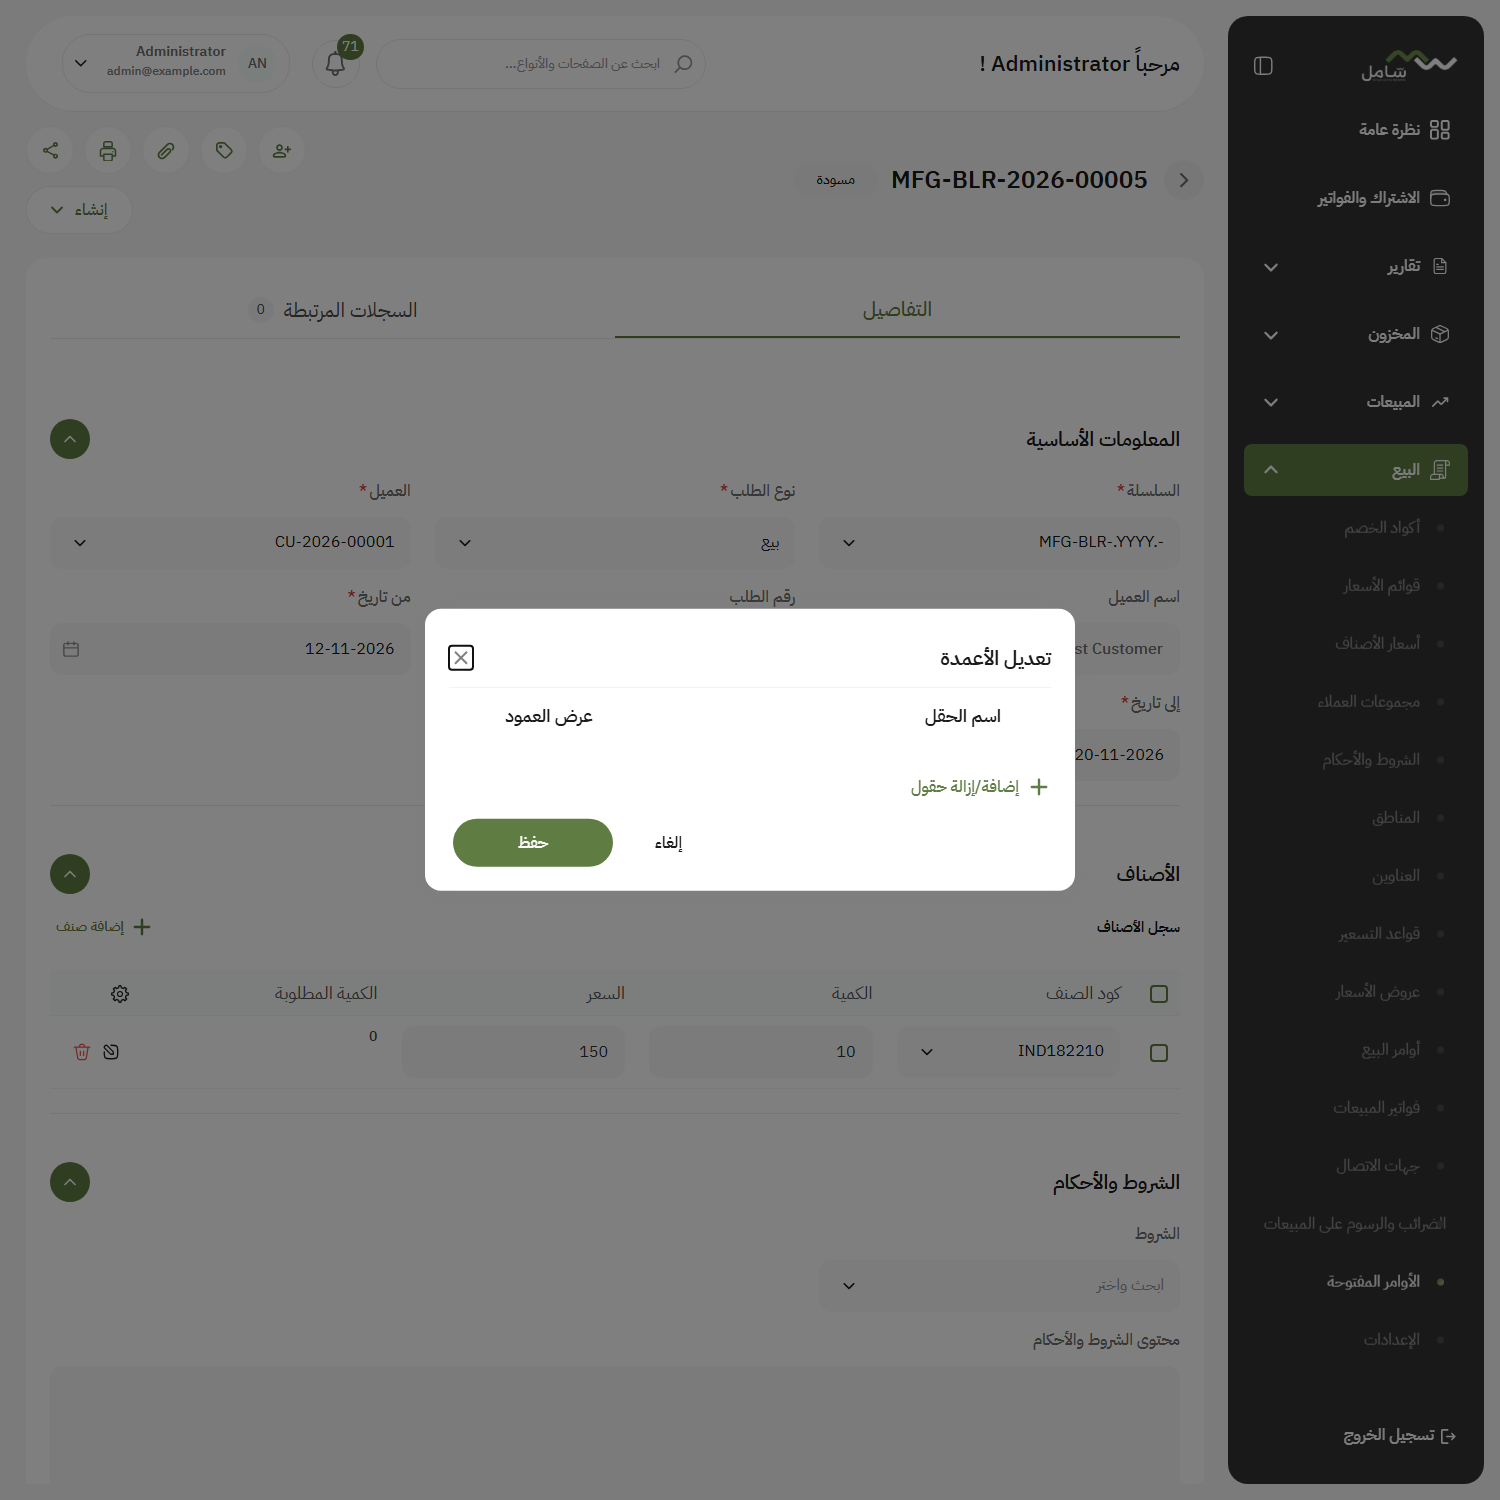 شامل
نظرة عامة
الاشتراك والفواتير
تقارير
المخزون
المبيعات
البيع
أكواد الخصم
قوائم الأسعار
أسعار الأصناف
مجموعات العملاء
الشروط والأحكام
المناطق
العناوين
قواعد التسعير
عروض الأسعار
أوامر البيع
فواتير المبيعات
جهات الاتصال
الضرائب والرسوم على المبيعات
الأوامر المفتوحة
الإعدادات
تسجيل الخروج
مرحباً Administrator !
ابحث عن الصفحات والأنواع...
71
AN
Administrator
admin@example.com
MFG-BLR-2026-00005
مسودة
إنشاء
التفاصيل
السجلات المرتبطة 0
المعلومات الأساسية
السلسلة*
نوع الطلب*
العميل*
MFG-BLR-.YYYY.-
بيع
CU-2026-00001
اسم العميل
رقم الطلب
من تاريخ*
st Customer
12-11-2026
إلى تاريخ*
20-11-2026
تعديل الأعمدة
اسم الحقل
عرض العمود
إضافة/إزالة حقول
إلغاء
حفظ
الأصناف
سجل الأصناف
إضافة صنف
كود الصنف
الكمية
السعر
الكمية المطلوبة
IND182210
10
150
0
الشروط والأحكام
الشروط
ابحث واختر
محتوى الشروط والأحكام